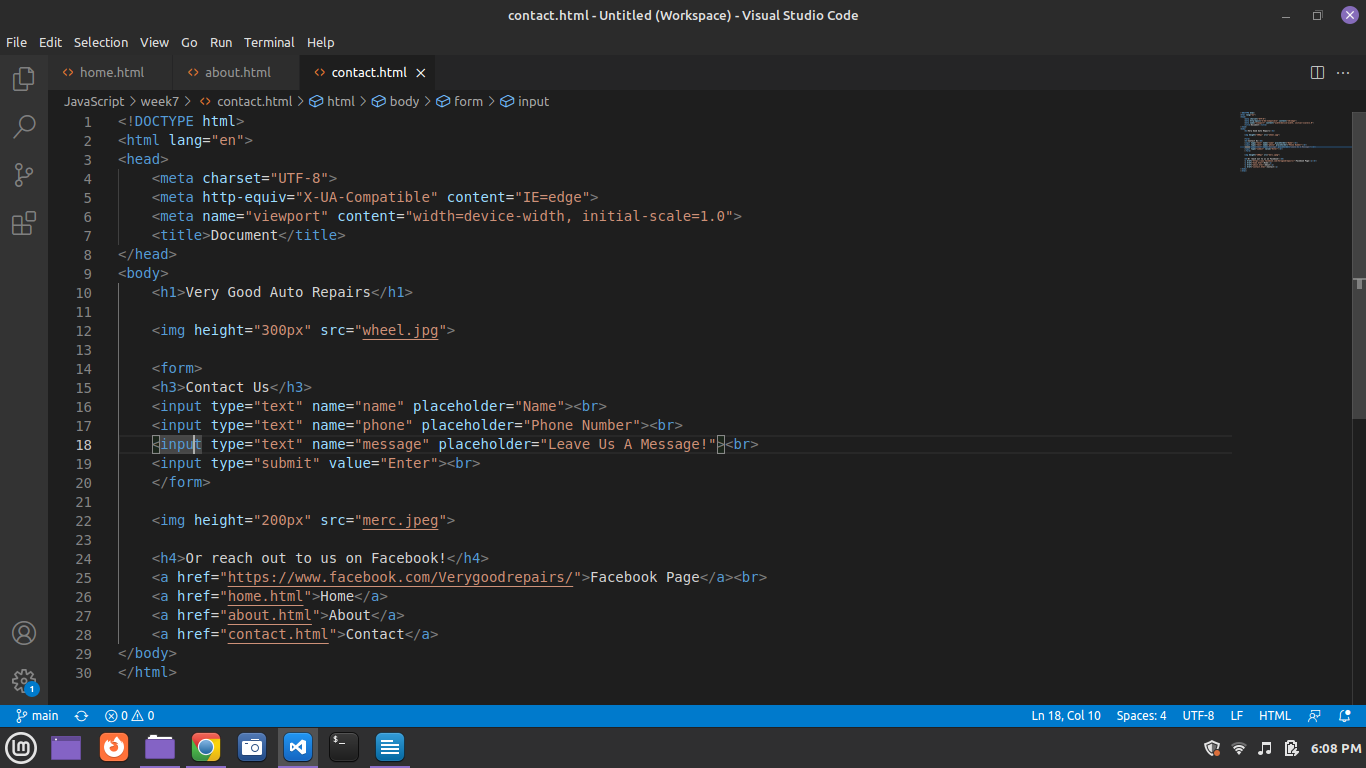 contact.html - Untitled (Workspace) - Visual Studio Code
File Edit Selection View Go Run Terminal Help
home.html about.html contact.html
JavaScript > week7 > contact.html > html > body > form > input
1 <!DOCTYPE html>
2 <html lang="en">
3 <head>
4     <meta charset="UTF-8">
5     <meta http-equiv="X-UA-Compatible" content="IE=edge">
6     <meta name="viewport" content="width=device-width, initial-scale=1.0">
7     <title>Document</title>
8 </head>
9 <body>
10     <h1>Very Good Auto Repairs</h1>
11
12     <img height="300px" src="wheel.jpg">
13
14     <form>
15     <h3>Contact Us</h3>
16     <input type="text" name="name" placeholder="Name"><br>
17     <input type="text" name="phone" placeholder="Phone Number"><br>
18     <input type="text" name="message" placeholder="Leave Us A Message!"><br>
19     <input type="submit" value="Enter"><br>
20     </form>
21
22     <img height="200px" src="merc.jpeg">
23
24     <h4>Or reach out to us on Facebook!</h4>
25     <a href="https://www.facebook.com/Verygoodrepairs/">Facebook Page</a><br>
26     <a href="home.html">Home</a>
27     <a href="about.html">About</a>
28     <a href="contact.html">Contact</a>
29 </body>
30 </html>
1
main 0 0 Ln 18, Col 10 Spaces: 4 UTF-8 LF HTML
6:08 PM